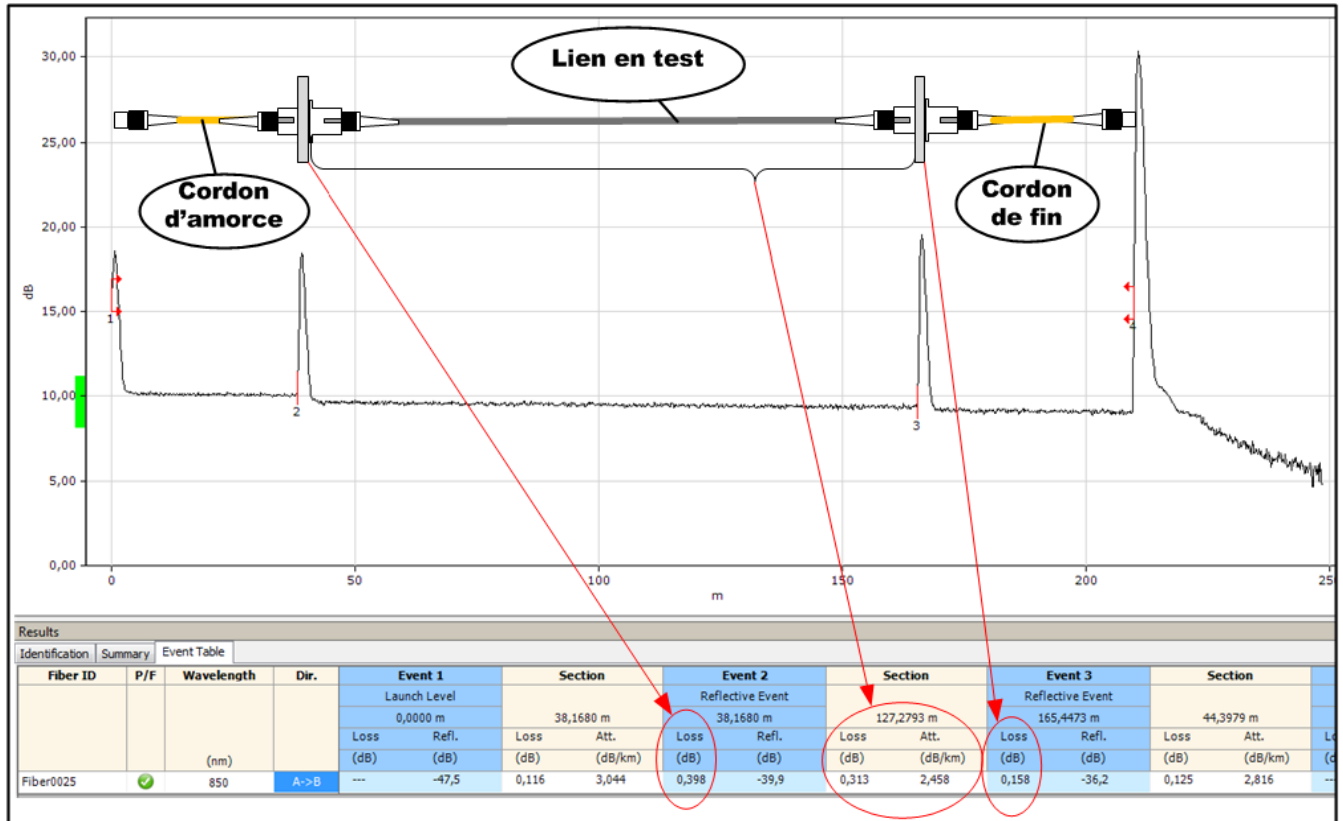 30,00
Lien en test
25,00
Cordon
d'amorce
Cordon
de fin
20,00
dB
15,00
1
4
10,00
2
3
5,00
0,00
0
50
100
150
200
250
m
Results
Identification Summary Event Table
Fiber ID P/F Wavelength Dir. Event 1 Section Event 2 Section Event 3 Section
Launch Level Reflective Event Reflective Event
0,0000 m 38,1680 m 38,1680 m 127,2793 m 165,4473 m 44,3979 m
Loss Refl. Loss Att. Loss Refl. Loss Att. Loss Refl. Loss Att.
(nm) (dB) (dB) (dB) (dB/km) (dB) (dB) (dB) (dB/km) (dB) (dB) (dB) (dB/km)
Fiber0025 850 A->B --- -47,5 0,116 3,044 0,398 -39,9 0,313 2,458 0,158 -36,2 0,125 2,816